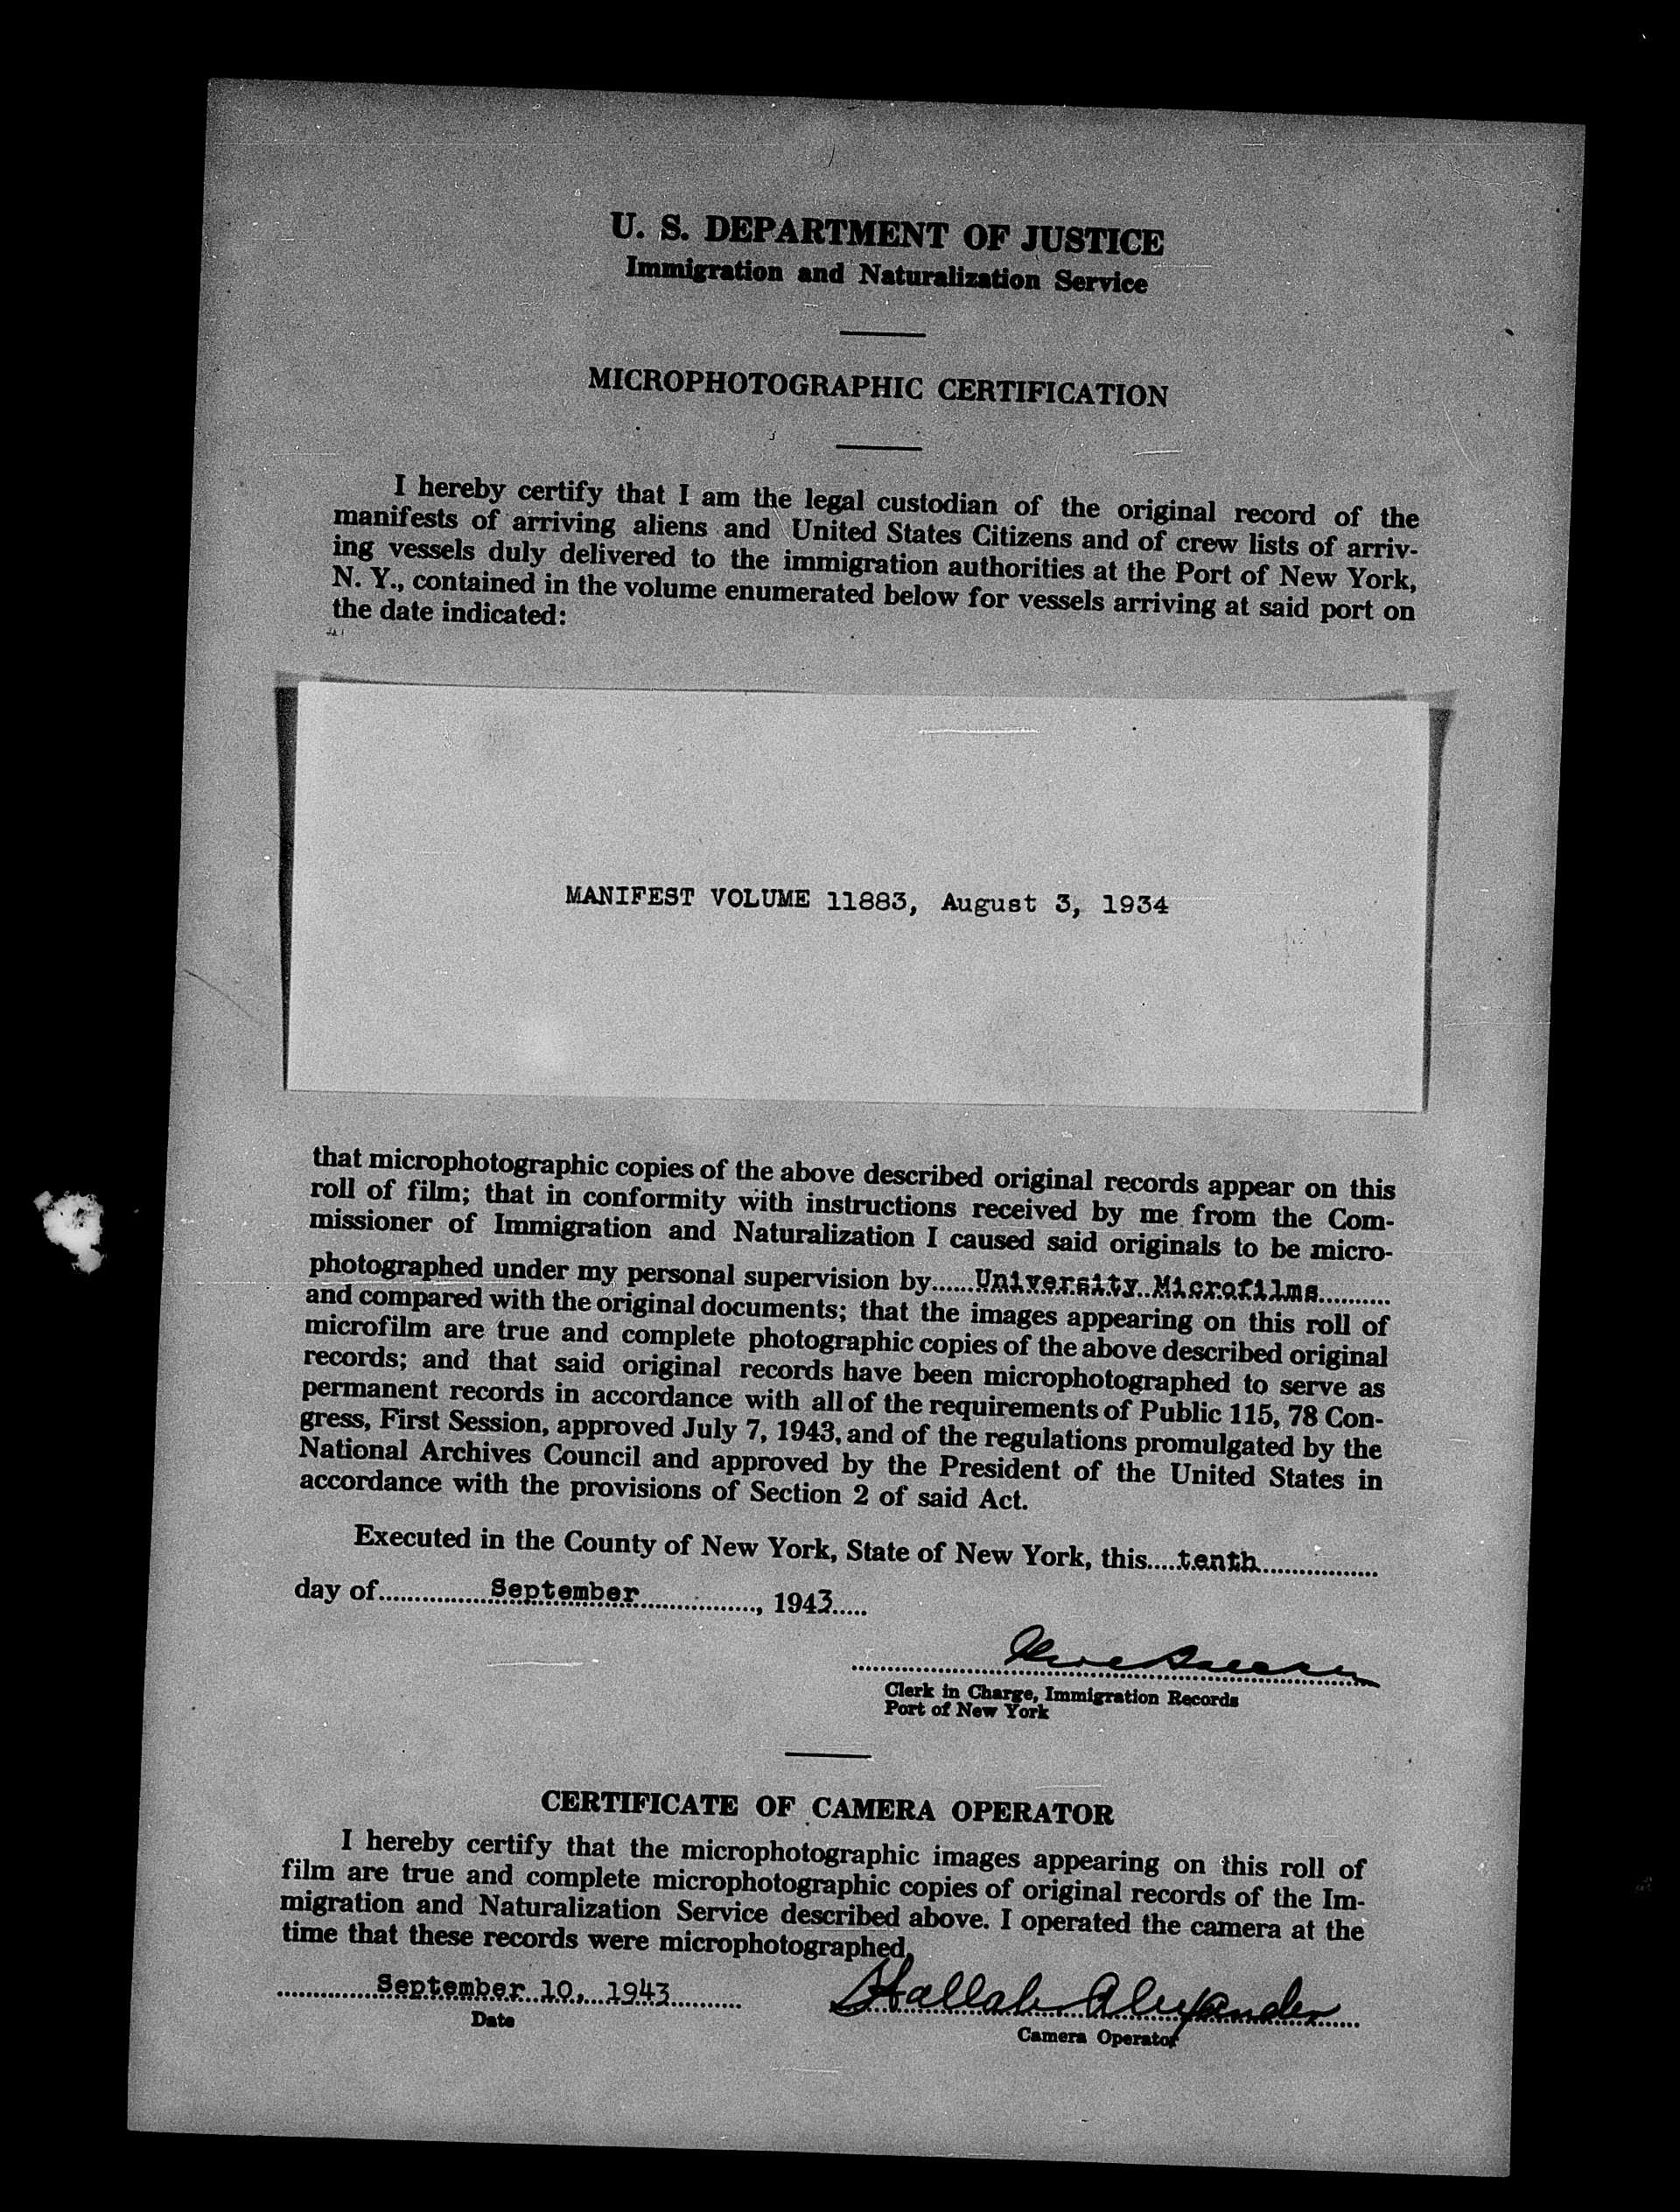 U. S. DEPARTMENT OF JUSTICE
Immigration and Naturalization Service
MICROPHOTOGRAPHIC CERTIFICATION
I hereby certify that I am the legal custodian of the original record of the
manifests of arriving aliens and United States Citizens and of crew lists of arriv-
ing vessels duly delivered to the immigration authorities at the Port of New York,
N. Y., contained in the volume enumerated below for vessels arriving at said port on
the date indicated:
MANIFEST VOLUME 11883, August 3, 1934
that microphotographic copies of the above described original records appear on this
roll of film; that in conformity with instructions received by me from the Com-
missioner of Immigration and Naturalization I caused said originals to be micro-
photographed under my personal supervision by......University Microfilms..........
and compared with the original documents; that the images appearing on this roll of
microfilm are true and complete photographic copies of the above described original
records; and that said original records have been microphotographed to serve as
permanent records in accordance with all of the requirements of Public 115, 78 Con-
gress, First Session, approved July 7, 1943, and of the regulations promulgated by the
National Archives Council and approved by the President of the United States in
accordance with the provisions of Section 2 of said Act.
Executed in the County of New York, State of New York, this....tenth.................
day of................September................., 1943.....
Clerk in Charge, Immigration Records
Port of New York
CERTIFICATE OF CAMERA OPERATOR
I hereby certify that the microphotographic images appearing on this roll of
film are true and complete microphotographic copies of original records of the Im-
migration and Naturalization Service described above. I operated the camera at the
time that these records were microphotographed.
September 10, 1943 Hallah Alexander
Date
Camera Operator